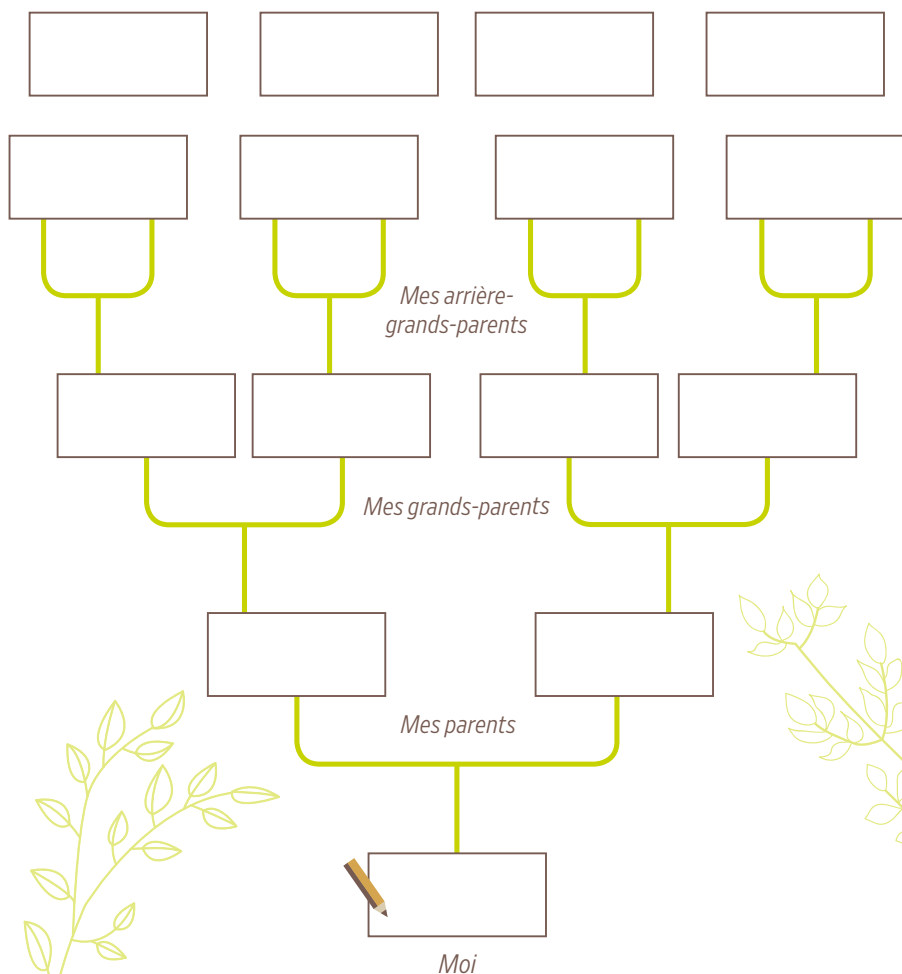 Mes arrière-
grands-parents
Mes grands-parents
Mes parents
Moi